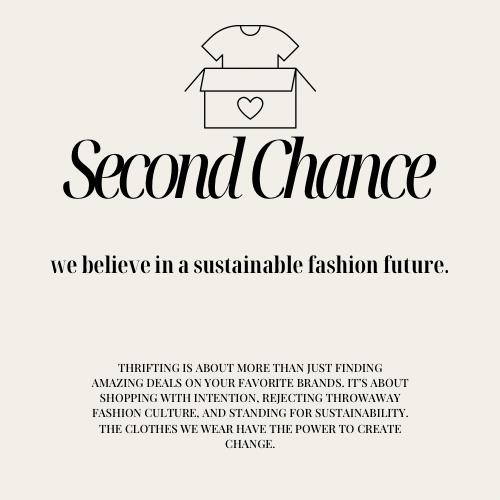 Second Chance
we believe in a sustainable fashion future.
THRIFTING IS ABOUT MORE THAN JUST FINDING
AMAZING DEALS ON YOUR FAVORITE BRANDS. IT'S ABOUT
SHOPPING WITH INTENTION, REJECTING THROWAWAY
FASHION CULTURE, AND STANDING FOR SUSTAINABILITY.
THE CLOTHES WE WEAR HAVE THE POWER TO CREATE
CHANGE.